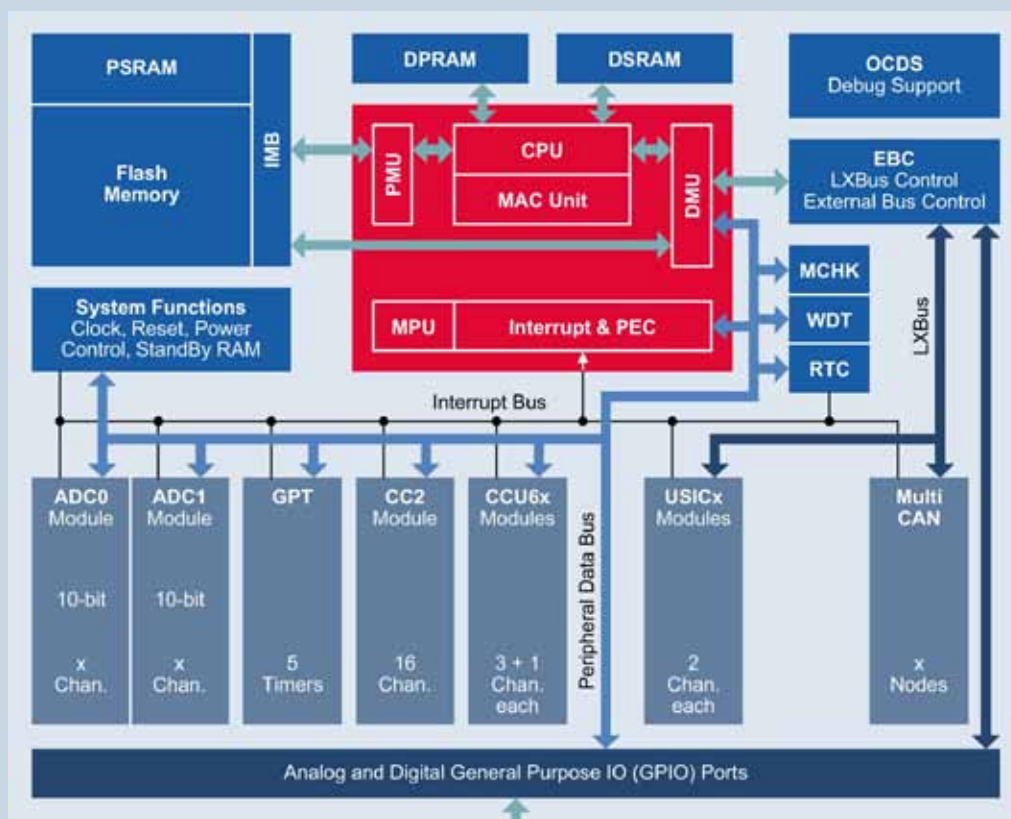 PSRAM
Flash
Memory
IMB
DPRAM
DSRAM
OCDS
Debug Support
PMU
CPU
MAC Unit
DMU
EBC
LXBus Control
External Bus Control
MCHK
WDT
RTC
LXBus
System Functions
Clock, Reset, Power
Control, StandBy RAM
MPU
Interrupt & PEC
Interrupt Bus
ADC0
Module
10-bit
x
Chan.
ADC1
Module
10-bit
x
Chan.
GPT
5
Timers
CC2
Module
16
Chan.
CCU6x
Modules
3 + 1
Chan.
each
Peripheral Data Bus
USICx
Modules
2
Chan.
each
Multi
CAN
x
Nodes
Analog and Digital General Purpose IO (GPIO) Ports